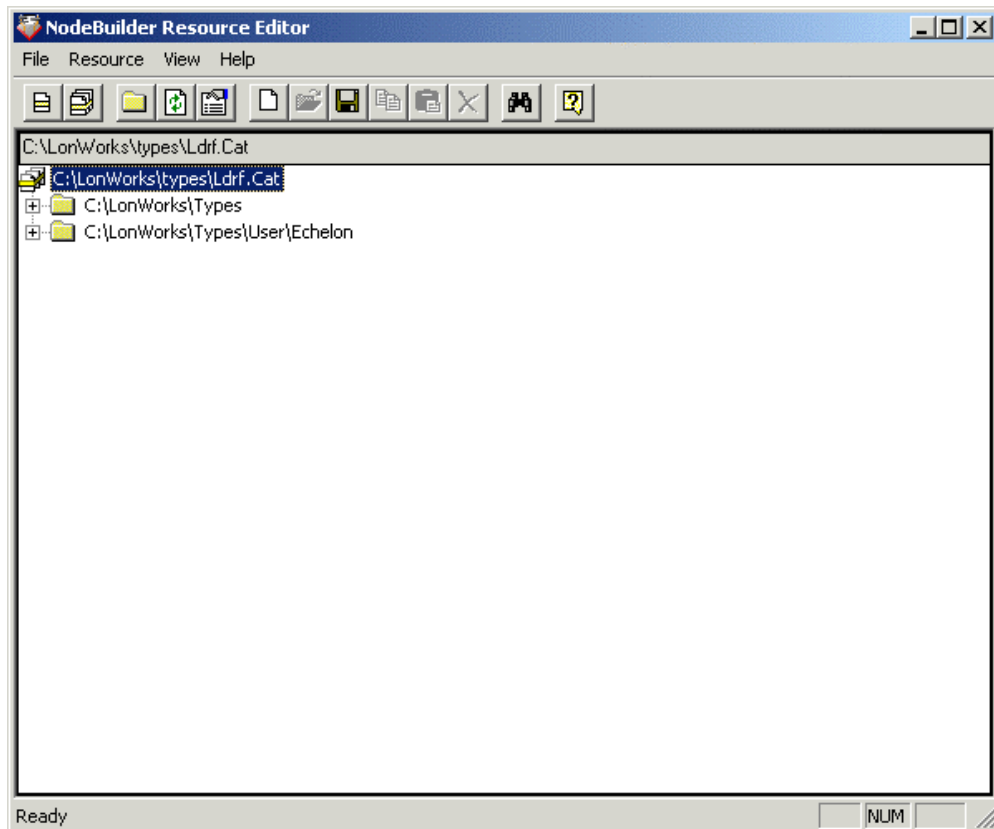 NodeBuilder Resource Editor
File Resource View Help
C:\LonWorks\types\Ldrf.Cat
C:\LonWorks\types\Ldrf.Cat
C:\LonWorks\Types
C:\LonWorks\Types\User\Echelon
Ready NUM